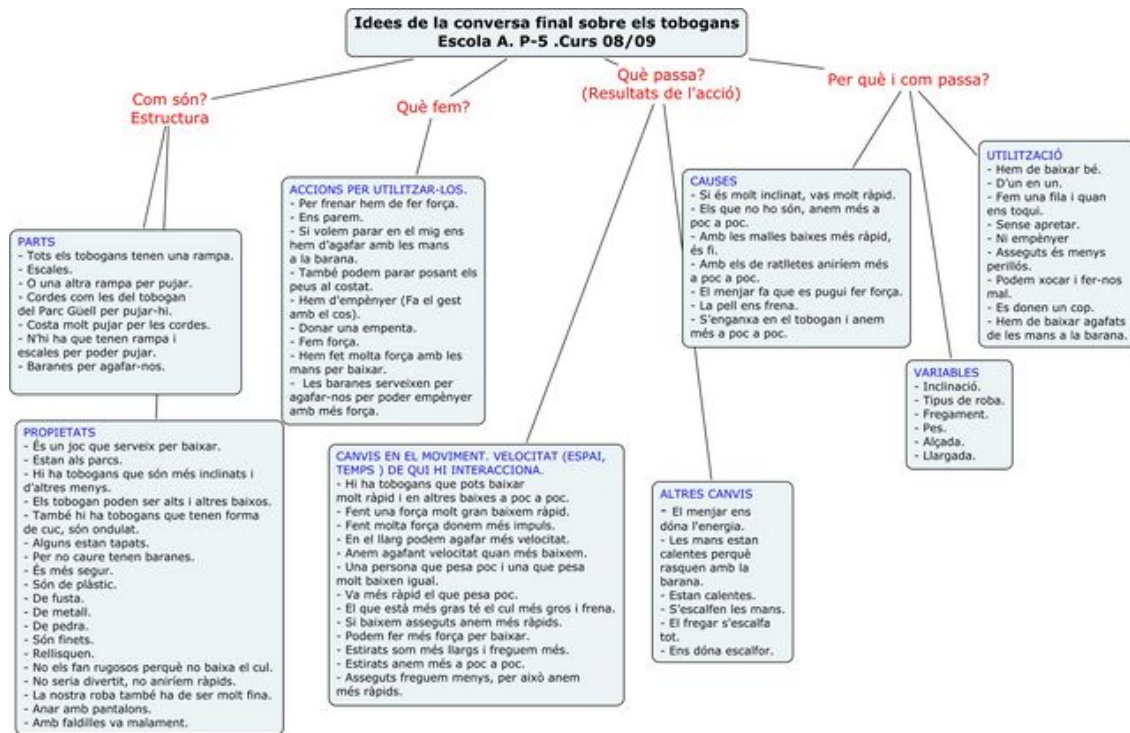 Idees de la conversa final sobre els tobogans
Escola A. P-5 .Curs 08/09
Com són?
Estructura
Què fem?
Què passa?
(Resultats de l'acció)
Per què i com passa?
PARTS
- Tots els tobogans tenen una rampa.
- Escales.
- O una altra rampa per pujar.
- Cordes com les del tobogan
del Parc Güell per pujar-hi.
- Costa molt pujar per les cordes.
- N'hi ha que tenen rampa i
escales per poder pujar.
- Baranes per agafar-nos.
PROPIETATS
- És un joc que serveix per baixar.
- Estan als parcs.
- Hi ha tobogans que són més inclinats i
d'altres menys.
- Els tobogan poden ser alts i altres baixos.
- També hi ha tobogans que tenen forma
de cuc, són ondulat.
- Alguns estan tapats.
- Per no caure tenen baranes.
- És més segur.
- Són de plàstic.
- De fusta.
- De metall.
- De pedra.
- Són finets.
- Rellisquen.
- No els fan rugosos perquè no baixa el cul.
- No seria divertit, no aniríem ràpids.
- La nostra roba també ha de ser molt fina.
- Anar amb pantalons.
- Amb faldilles va malament.
ACCIONS PER UTILITZAR-LOS.
- Per frenar hem de fer força.
- Ens parem.
- Si volem parar en el mig ens
hem d'agafar amb les mans
a la barana.
- També podem parar posant els
peus al costat.
- Hem d'empènyer (Fa el gest
amb el cos).
- Donar una empenta.
- Fem força.
- Hem fet molta força amb les
mans per baixar.
- Les baranes serveixen per
agafar-nos per poder empènyer
amb més força.
CANVIS EN EL MOVIMENT. VELOCITAT (ESPAI,
TEMPS ) DE QUI HI INTERACCIONA.
- Hi ha tobogans que pots baixar
molt ràpid i en altres baixes a poc a poc.
- Fent una força molt gran baixem ràpid.
- Fent molta força donem més impuls.
- En el llarg podem agafar més velocitat.
- Anem agafant velocitat quan més baixem.
- Una persona que pesa poc i una que pesa
molt baixen igual.
- Va més ràpid el que pesa poc.
- El que està més gras té el cul més gros i frena.
- Si baixem asseguts anem més ràpids.
- Podem fer més força per baixar.
- Estirats som més llargs i freguem més.
- Estirats anem més a poc a poc.
- Asseguts freguem menys, per això anem
més ràpids.
ALTRES CANVIS
- El menjar ens
dóna l'energia.
- Les mans estan
calentes perquè
rasquen amb la
barana.
- Estan calentes.
- S'escalfen les mans.
- El fregar s'escalfa
tot.
- Ens dóna escalfor.
CAUSES
- Si és molt inclinat, vas molt ràpid.
- Els que no ho són, anem més a
poc a poc.
- Amb les malles baixes més ràpid,
és fi.
- Amb els de ratlletes aniríem més
a poc a poc.
- El menjar fa que es pugui fer força.
- La pell ens frena.
- S'enganxa en el tobogan i anem
més a poc a poc.
UTILITZACIÓ
- Hem de baixar bé.
- D'un en un.
- Fem una fila i quan
ens toqui.
- Sense apretar.
- Ni empènyer
- Asseguts és menys
perillós.
- Podem xocar i fer-nos
mal.
- Es donen un cop.
- Hem de baixar agafats
de les mans a la barana.
VARIABLES
- Inclinació.
- Tipus de roba.
- Fregament.
- Pes.
- Alçada.
- Llargada.